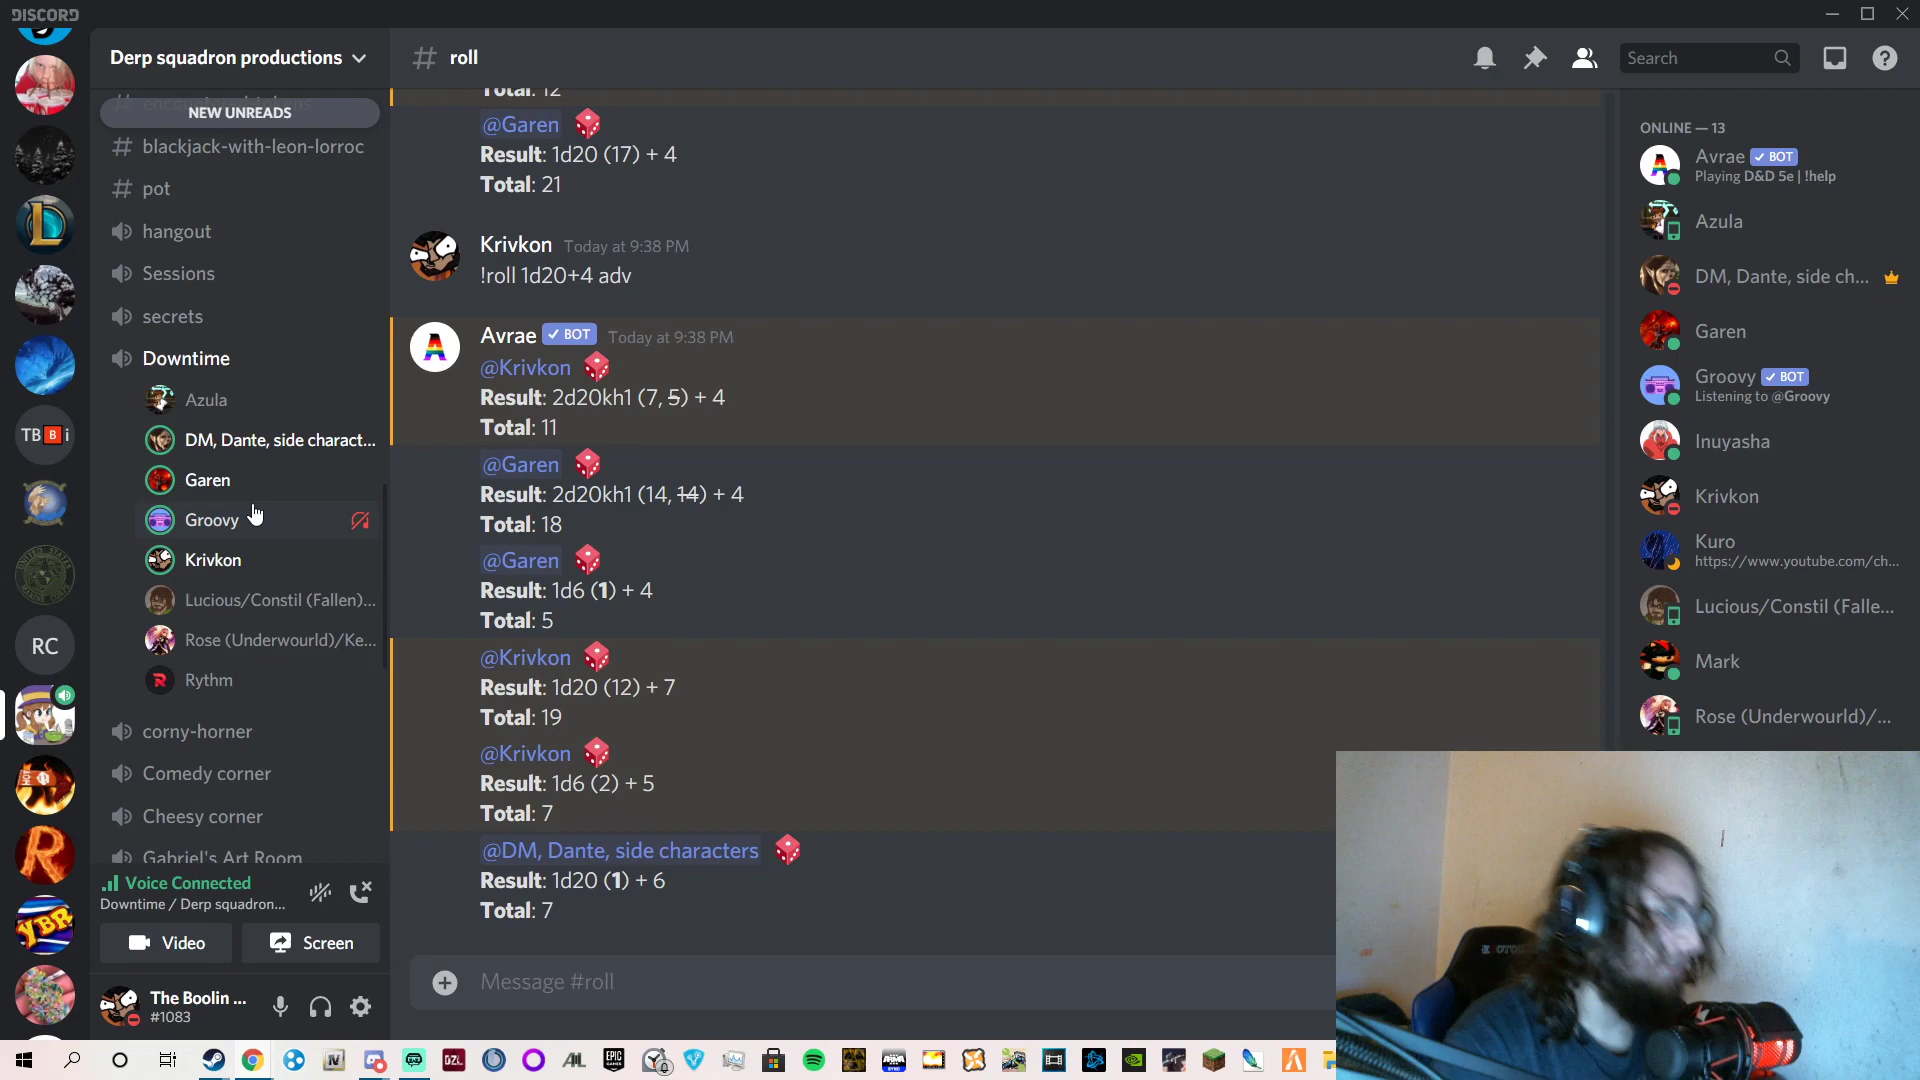 DISCORD
Derp squadron productions
NEW UNREADS
blackjack-with-leon-lorroc
pot
hangout
Sessions
secrets
Downtime
Azula
DM, Dante, side charact...
Garen
Groovy
Krivkon
Lucious/Constil (Fallen)...
Rose (Underwourld)/Ke...
Rythm
corny-horner
Comedy corner
Cheesy corner
Gabriel's Art Room
Voice Connected
Downtime / Derp squadron...
Video
Screen
The Boolin ...
#1083
TB B i
RC
YBR
# roll
Search
Total: 12
@Garen
Result: 1d20 (17) + 4
Total: 21
Krivkon Today at 9:38 PM
!roll 1d20+4 adv
Avrae BOT Today at 9:38 PM
@Krivkon
Result: 2d20kh1 (7, 5) + 4
Total: 11
@Garen
Result: 2d20kh1 (14, 14) + 4
Total: 18
@Garen
Result: 1d6 (1) + 4
Total: 5
@Krivkon
Result: 1d20 (12) + 7
Total: 19
@Krivkon
Result: 1d6 (2) + 5
Total: 7
@DM, Dante, side characters
Result: 1d20 (1) + 6
Total: 7
Message #roll
ONLINE — 13
Avrae BOT
Playing D&D 5e | !help
Azula
DM, Dante, side ch...
Garen
Groovy BOT
Listening to @Groovy
Inuyasha
Krivkon
Kuro
https://www.youtube.com/ch...
Lucious/Constil (Falle...
Mark
Rose (Underwourld)/...